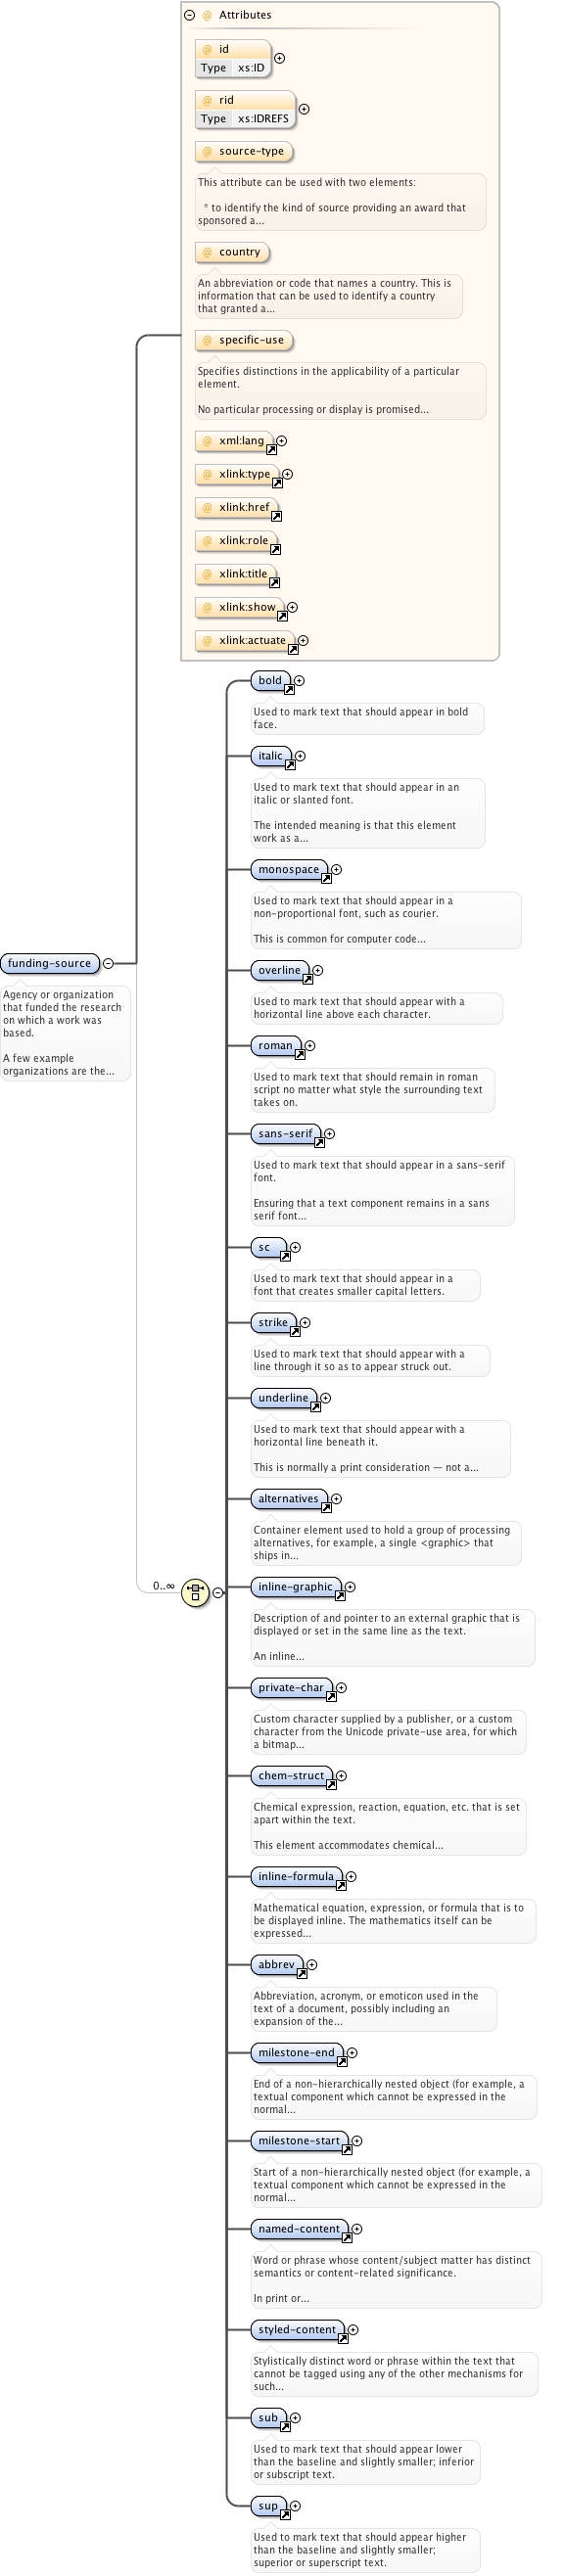 Attributes
@ id
Type xs:ID
@ rid
Type xs:IDREFS
@ source-type
This attribute can be used with two elements:
* to identify the kind of source providing an award that
sponsored a...
@ country
An abbreviation or code that names a country. This is
information that can be used to identify a country
that granted a...
@ specific-use
Specifies distinctions in the applicability of a particular
element.
No particular processing or display is promised...
@ xml:lang
@ xlink:type
@ xlink:href
@ xlink:role
@ xlink:title
@ xlink:show
@ xlink:actuate
funding-source
Agency or organization
that funded the research
on which a work was
based.
A few example
organizations are the...
0..∞
bold
Used to mark text that should appear in bold
face.
italic
Used to mark text that should appear in an
italic or slanted font.
The intended meaning is that this element
work as a...
monospace
Used to mark text that should appear in a
non-proportional font, such as courier.
This is common for computer code...
overline
Used to mark text that should appear with a
horizontal line above each character.
roman
Used to mark text that should remain in roman
script no matter what style the surrounding text
takes on.
sans-serif
Used to mark text that should appear in a sans-serif
font.
Ensuring that a text component remains in a sans
serif font...
sc
Used to mark text that should appear in a
font that creates smaller capital letters.
strike
Used to mark text that should appear with a
line through it so as to appear struck out.
underline
Used to mark text that should appear with a
horizontal line beneath it.
This is normally a print consideration — not a...
alternatives
Container element used to hold a group of processing
alternatives, for example, a single <graphic> that
ships in...
inline-graphic
Description of and pointer to an external graphic that is
displayed or set in the same line as the text.
An inline...
private-char
Custom character supplied by a publisher, or a custom
character from the Unicode private-use area, for which
a bitmap...
chem-struct
Chemical expression, reaction, equation, etc. that is set
apart within the text.
This element accommodates chemical...
inline-formula
Mathematical equation, expression, or formula that is to
be displayed inline. The mathematics itself can be
expressed...
abbrev
Abbreviation, acronym, or emoticon used in the
text of a document, possibly including an
expansion of the...
milestone-end
End of a non-hierarchically nested object (for example, a
textual component which cannot be expressed in the
normal...
milestone-start
Start of a non-hierarchically nested object (for example, a
textual component which cannot be expressed in the
normal...
named-content
Word or phrase whose content/subject matter has distinct
semantics or content-related significance.
In print or...
styled-content
Stylistically distinct word or phrase within the text that
cannot be tagged using any of the other mechanisms for
such...
sub
Used to mark text that should appear lower
than the baseline and slightly smaller; inferior
or subscript text.
sup
Used to mark text that should appear higher
than the baseline and slightly smaller;
superior or superscript text.